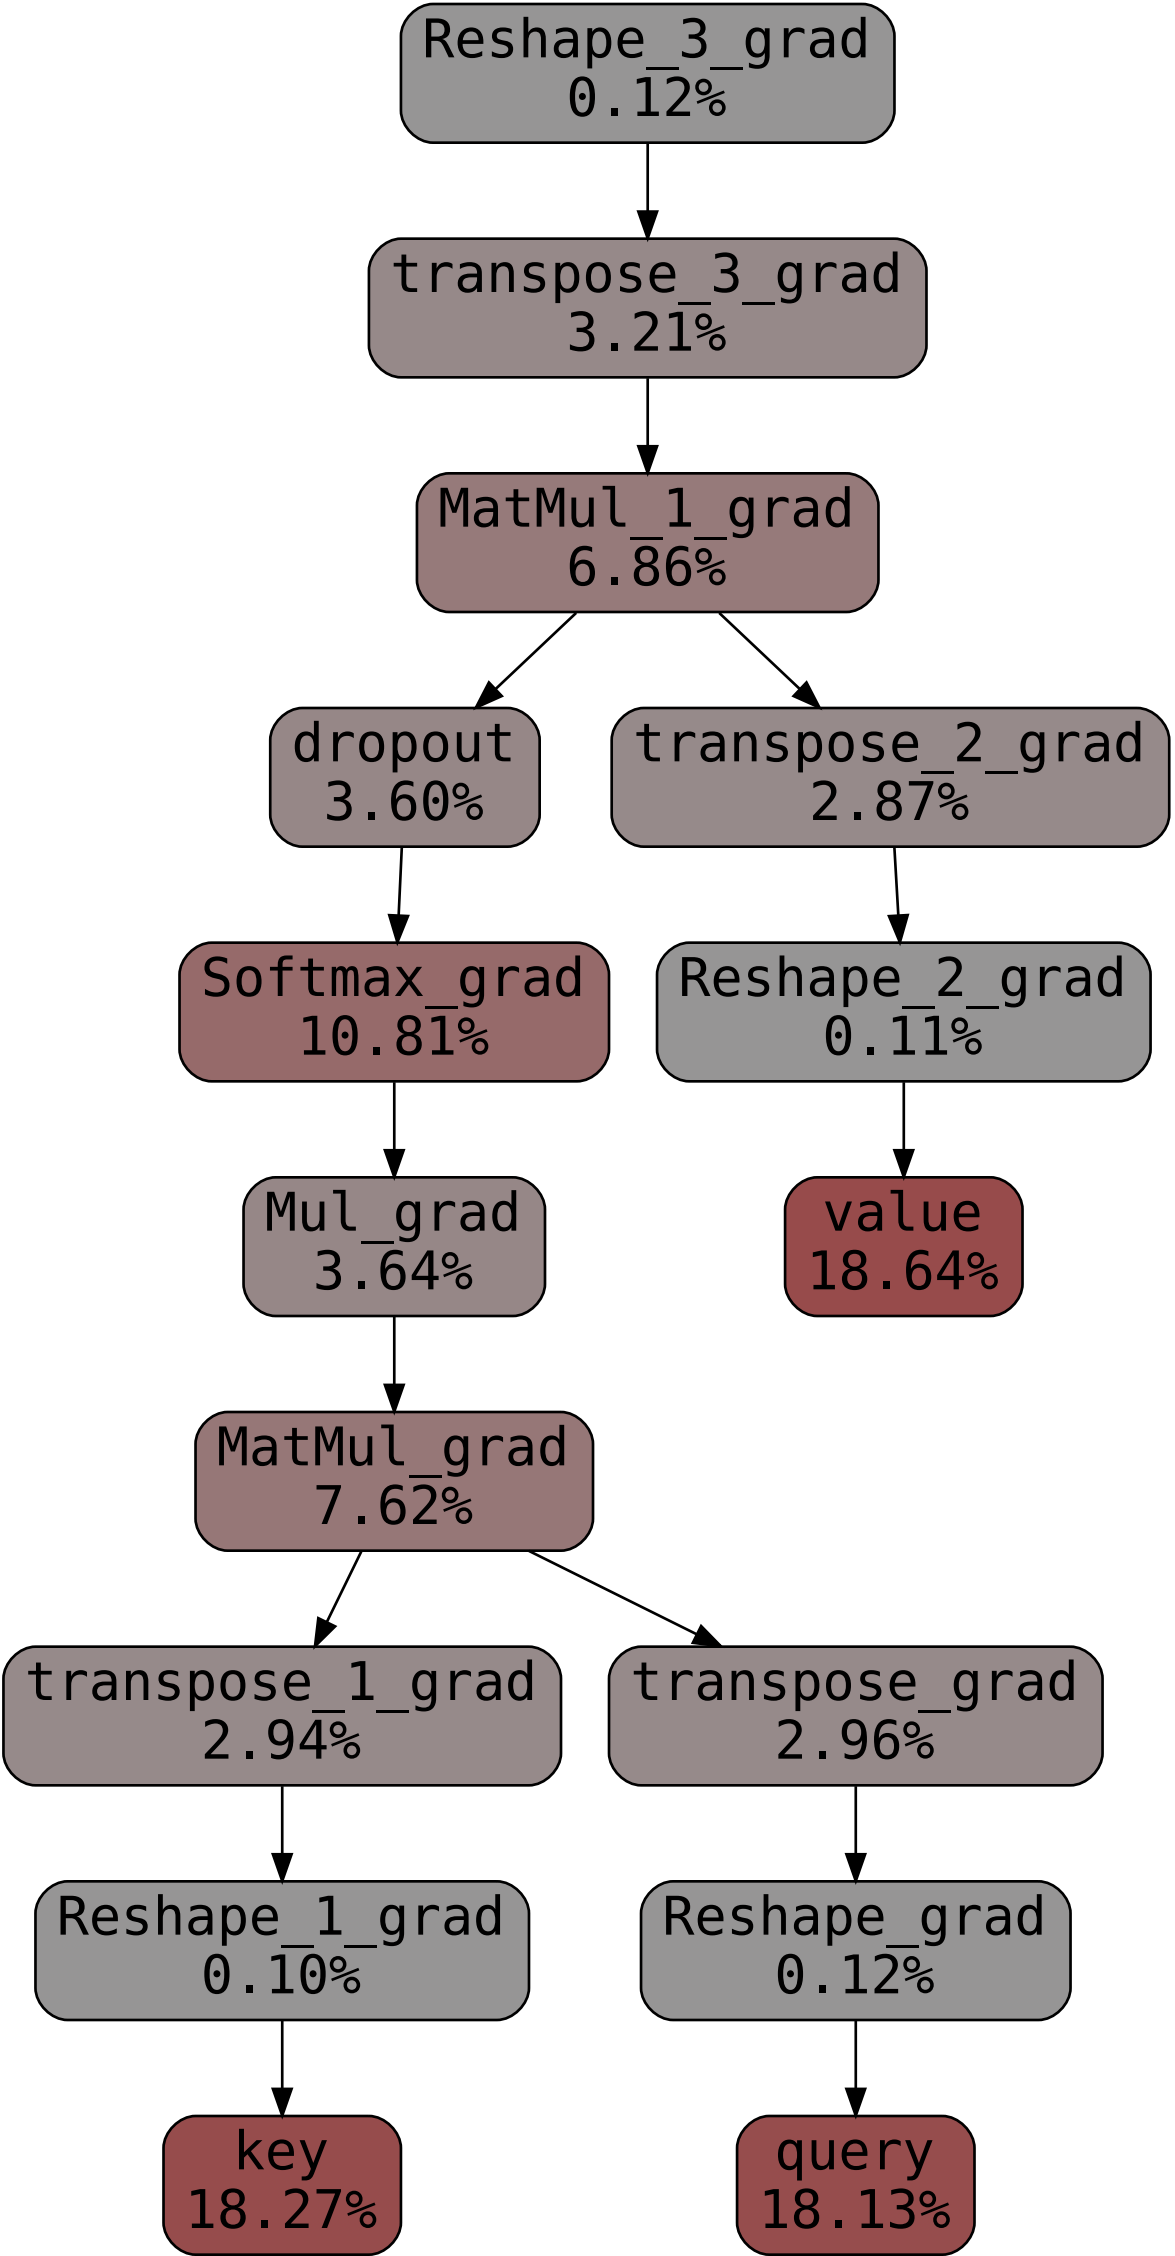 Reshape_3_grad
0.12%
transpose_3_grad
3.21%
MatMul_1_grad
6.86%
dropout
3.60%
transpose_2_grad
2.87%
Softmax_grad
10.81%
Reshape_2_grad
0.11%
Mul_grad
3.64%
value
18.64%
MatMul_grad
7.62%
transpose_1_grad
2.94%
transpose_grad
2.96%
Reshape_1_grad
0.10%
Reshape_grad
0.12%
key
18.27%
query
18.13%